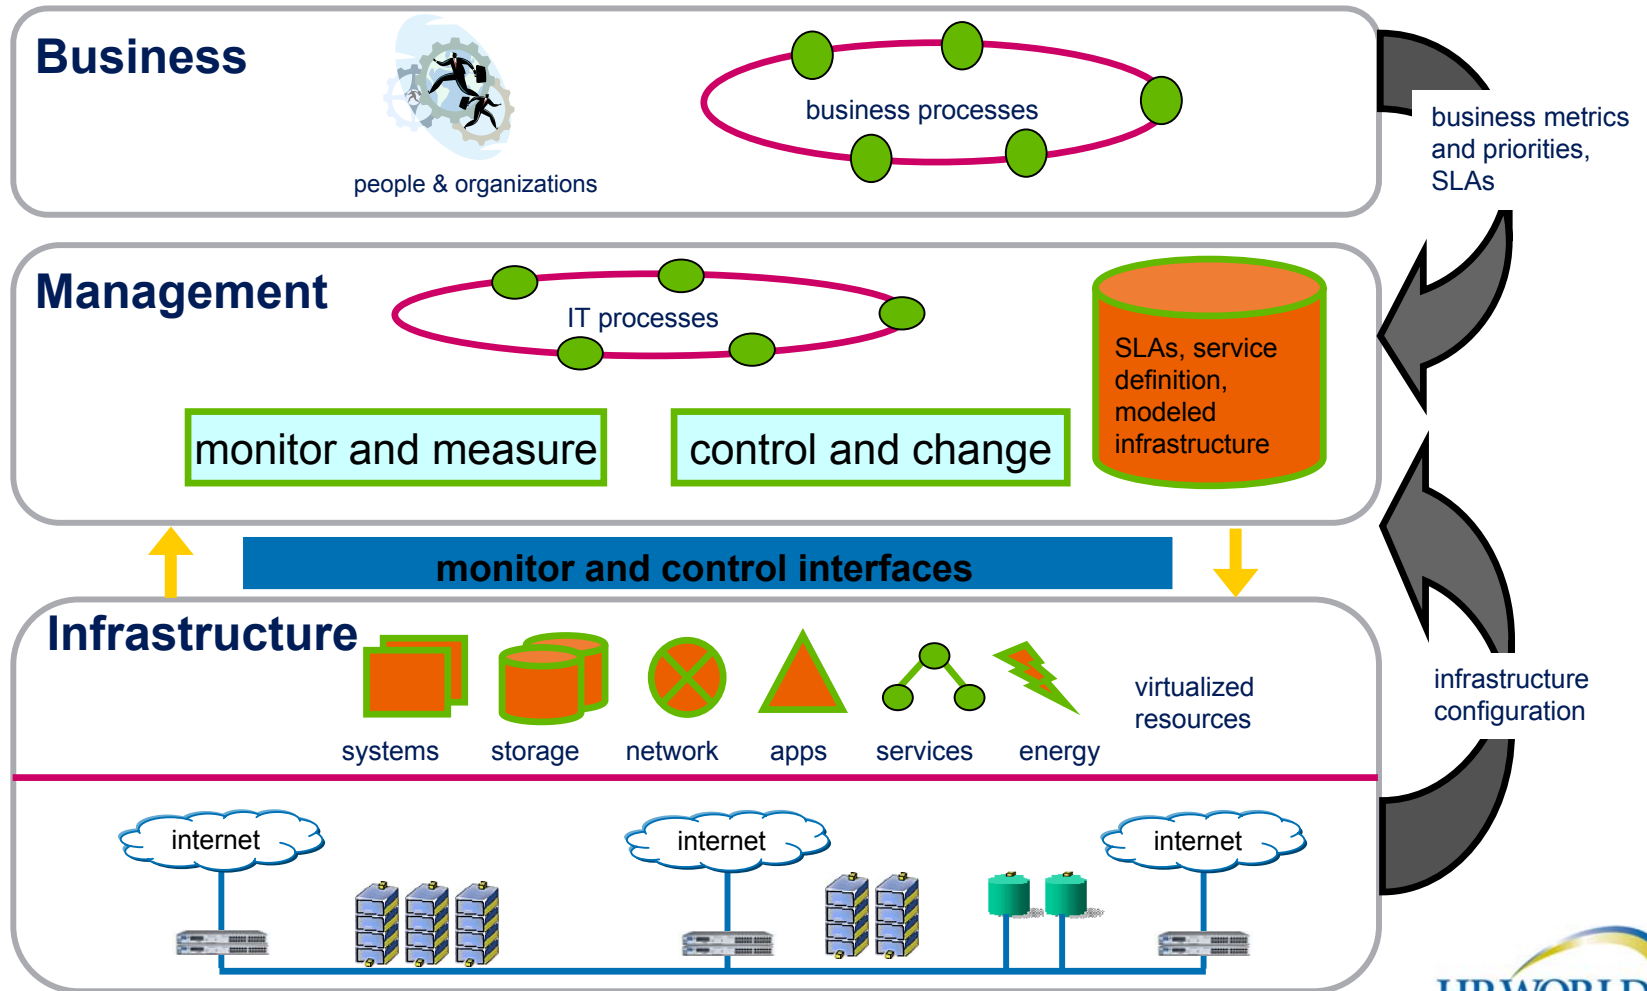 Business
people & organizations
business processes
business metrics
and priorities,
SLAs
Management
IT processes
SLAs, service
definition,
modeled
infrastructure
monitor and measure
control and change
monitor and control interfaces
Infrastructure
systems
storage
network
apps
services
energy
virtualized
resources
infrastructure
configuration
internet
internet
internet
HP WORLD